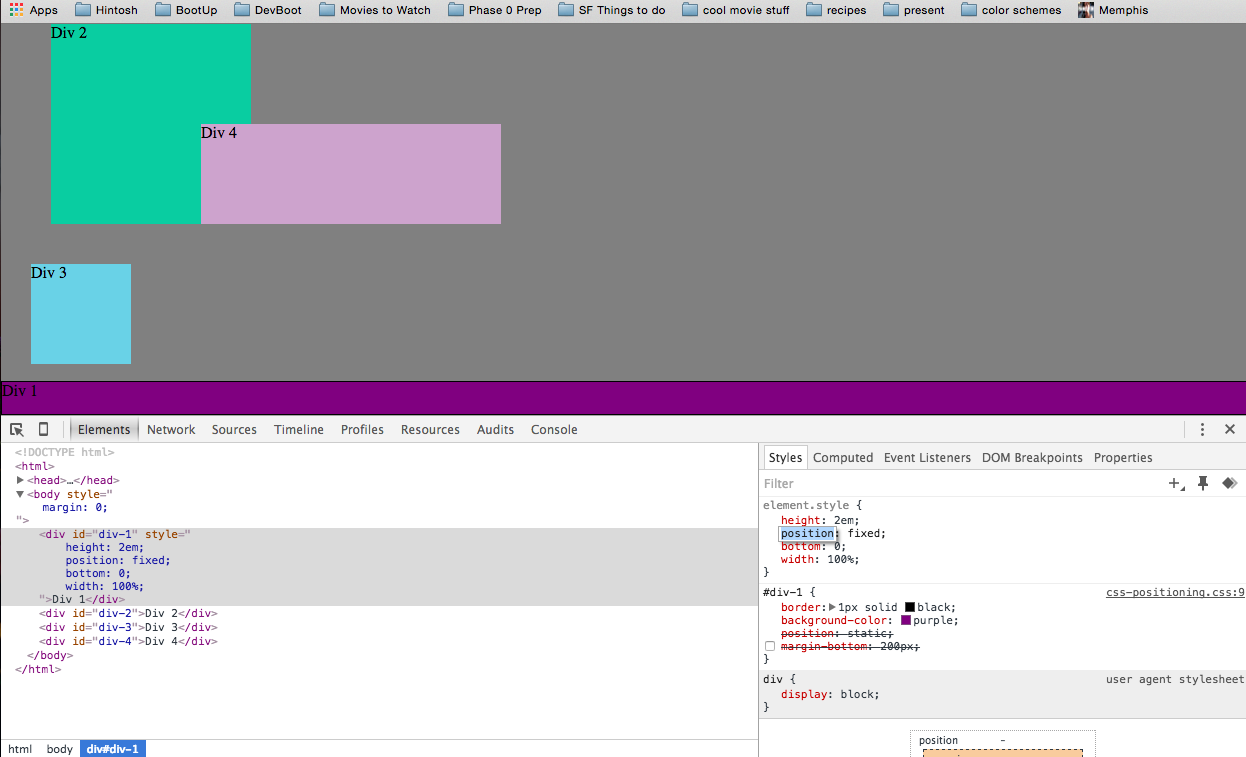 Apps Hintosh BootUp DevBoot Movies to Watch Phase 0 Prep SF Things to do cool movie stuff recipes present color schemes Memphis
Div 2
Div 4
Div 3
Div 1
Elements Network Sources Timeline Profiles Resources Audits Console
<!DOCTYPE html>
<html>
<head>…</head>
<body style="
margin: 0;
">
<div id="div-1" style="
height: 2em;
position: fixed;
bottom: 0;
width: 100%;
">Div 1</div>
<div id="div-2">Div 2</div>
<div id="div-3">Div 3</div>
<div id="div-4">Div 4</div>
</body>
</html>
html body div#div-1
Styles Computed Event Listeners DOM Breakpoints Properties
Filter
element.style {
height: 2em;
position: fixed;
bottom: 0;
width: 100%;
}
#div-1 { css-positioning.css:9
border: 1px solid black;
background-color: purple;
position: static;
margin-bottom: 200px;
}
div { user agent stylesheet
display: block;
}
position -